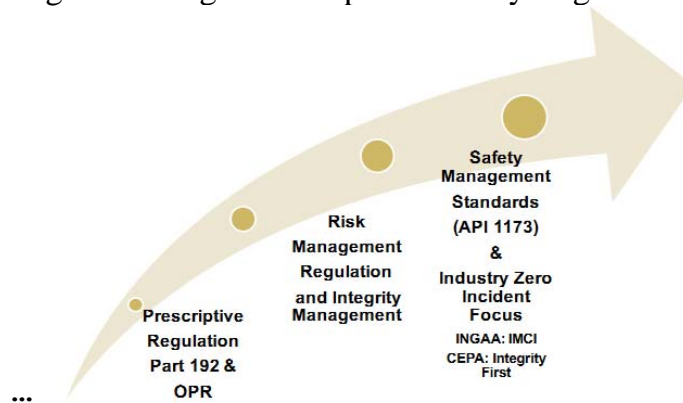 Prescriptive
Regulation
Part 192 &
OPR
Risk
Management
Regulation
and Integrity
Management
Safety
Management
Standards
(API 1173)
&
Industry Zero
Incident
Focus
INGAA: IMCI
CEPA: Integrity
First
...